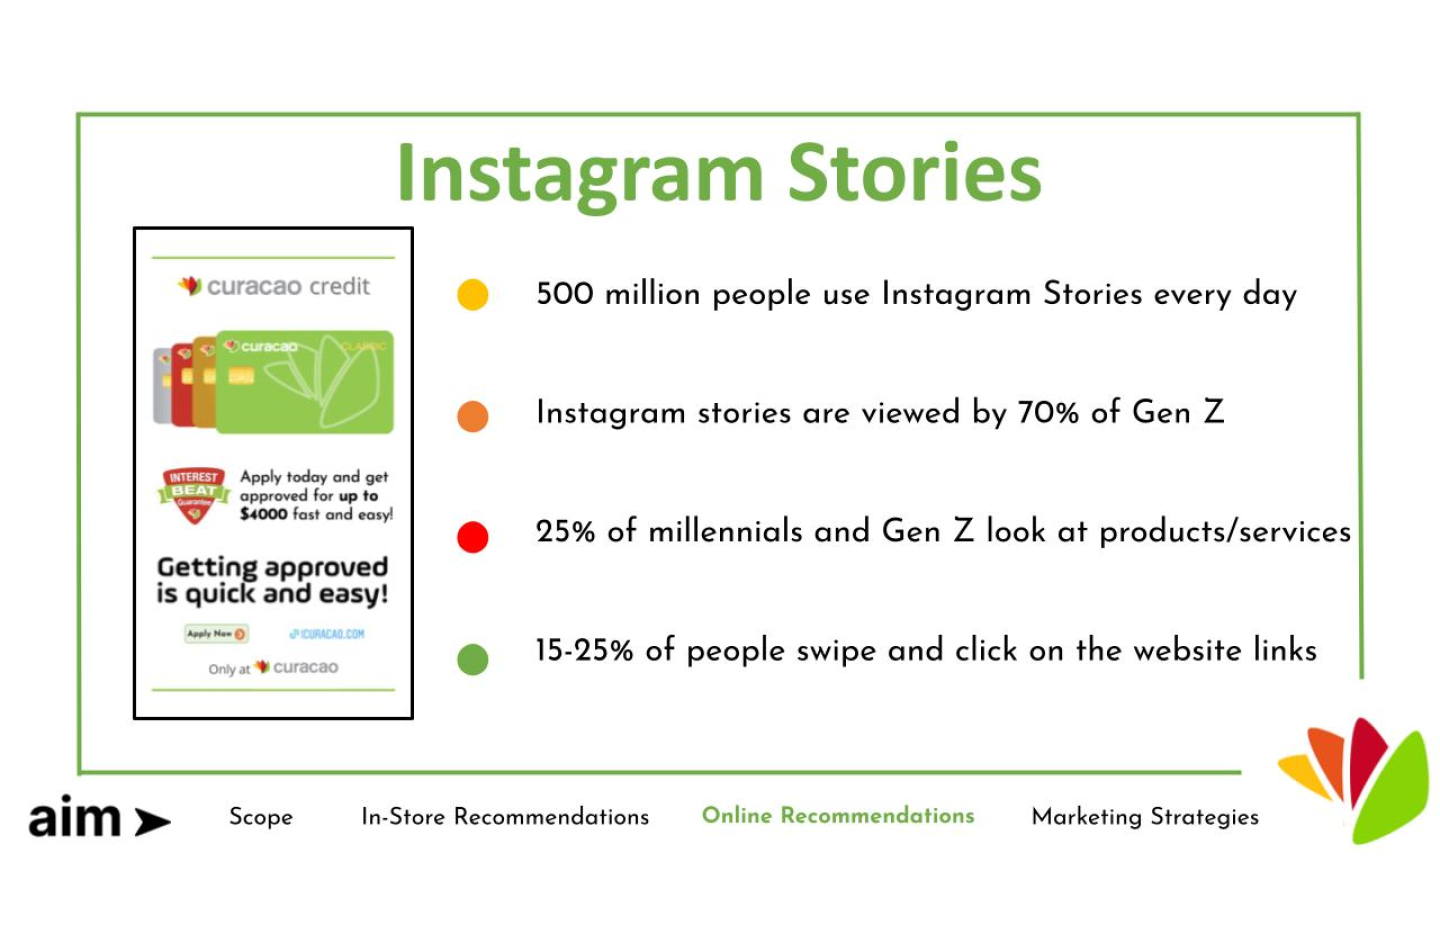 Instagram Stories
curacao credit
curacao
CLASSIC
INTEREST
BEAT
Guarantee
Apply today and get
approved for up to
$4000 fast and easy!
Getting approved
is quick and easy!
Apply Now
ICURACAO.COM
Only at curacao
500 million people use Instagram Stories every day
Instagram stories are viewed by 70% of Gen Z
25% of millennials and Gen Z look at products/services
15-25% of people swipe and click on the website links
aim
Scope
In-Store Recommendations
Online Recommendations
Marketing Strategies